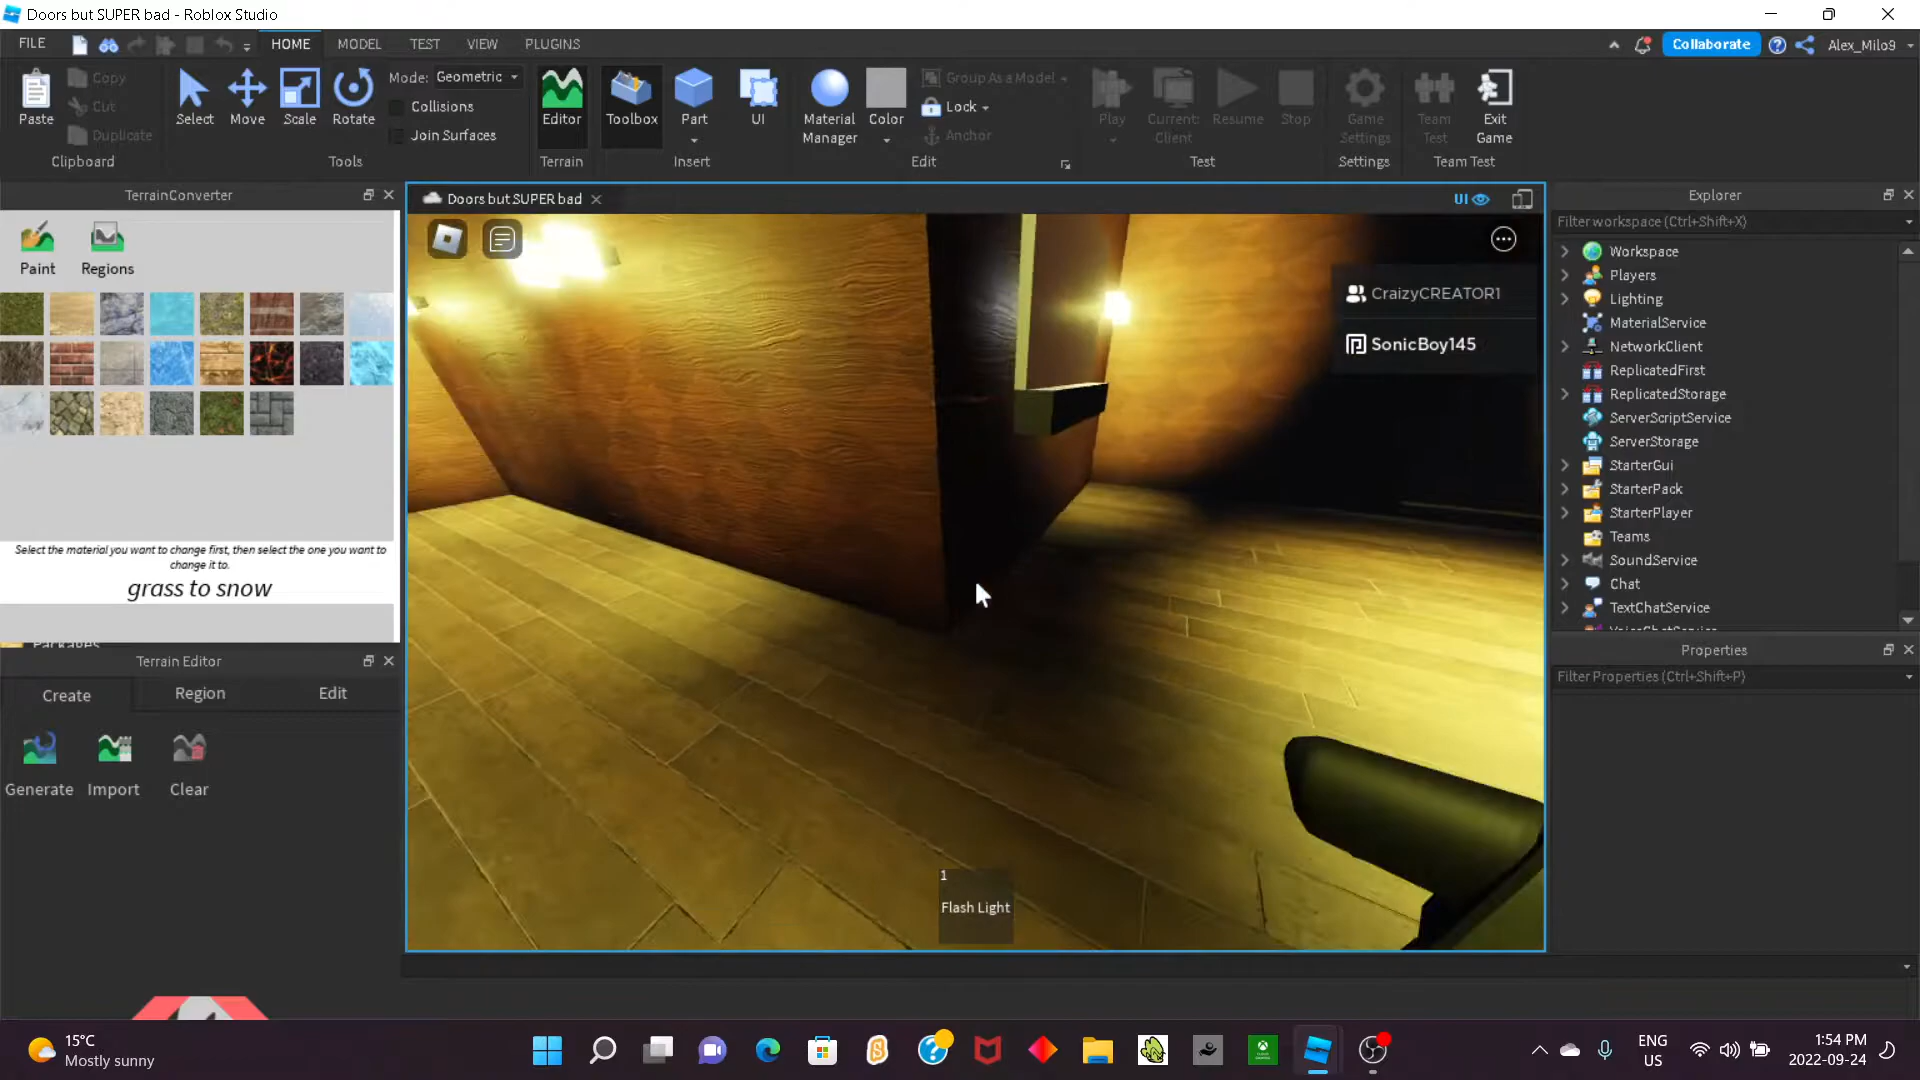 Doors but SUPER bad - Roblox Studio
FILE
HOME
MODEL
TEST
VIEW
PLUGINS
Collaborate
Alex_Milo9
Paste
Copy
Cut
Duplicate
Clipboard
Select
Move
Scale
Rotate
Mode: Geometric
Collisions
Join Surfaces
Tools
Editor
Terrain
Toolbox
Part
UI
Insert
Material Manager
Color
Group As a Model
Lock
Anchor
Edit
Play
Current: Client
Resume
Stop
Test
Game Settings
Settings
Team Test
Exit Game
Team Test
TerrainConverter
Paint
Regions
Select the material you want to change first, then select the one you want to
change it to.
grass to snow
Packages
Terrain Editor
Create
Region
Edit
Generate
Import
Clear
Doors but SUPER bad
UI
CraizyCREATOR1
SonicBoy145
1
Flash Light
Explorer
Filter workspace (Ctrl+Shift+X)
Workspace
Players
Lighting
MaterialService
NetworkClient
ReplicatedFirst
ReplicatedStorage
ServerScriptService
ServerStorage
StarterGui
StarterPack
StarterPlayer
Teams
SoundService
Chat
TextChatService
VoiceChatService
Properties
Filter Properties (Ctrl+Shift+P)
15°C
Mostly sunny
ENG
US
1:54 PM
2022-09-24